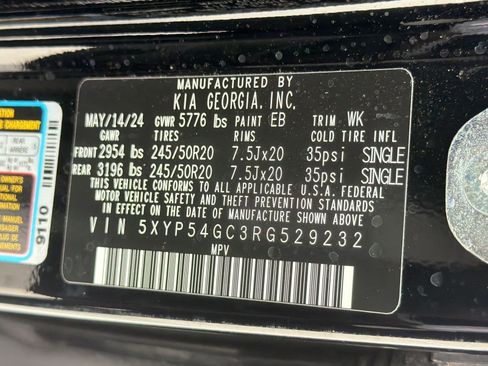 MANUFACTURED BY
KIA GEORGIA, INC.
MAY/14/24 GVWR 5776 lbs PAINT EB TRIM WK
GAWR TIRES RIMS COLD TIRE INFL
FRONT 2954 lbs 245/50R20 7.5Jx20 35psi SINGLE
REAR 3196 lbs 245/50R20 7.5Jx20 35psi SINGLE
THIS VEHICLE CONFORMS TO ALL APPLICABLE U.S.A. FEDERAL
MOTOR VEHICLE SAFETY AND THEFT PREVENTION STANDARDS
IN EFFECT ON THE DATE OF MANUFACTURE SHOWN ABOVE.
VIN 5XYP54GC3RG529232
MPV
REAR
ARRIÈRE
9110